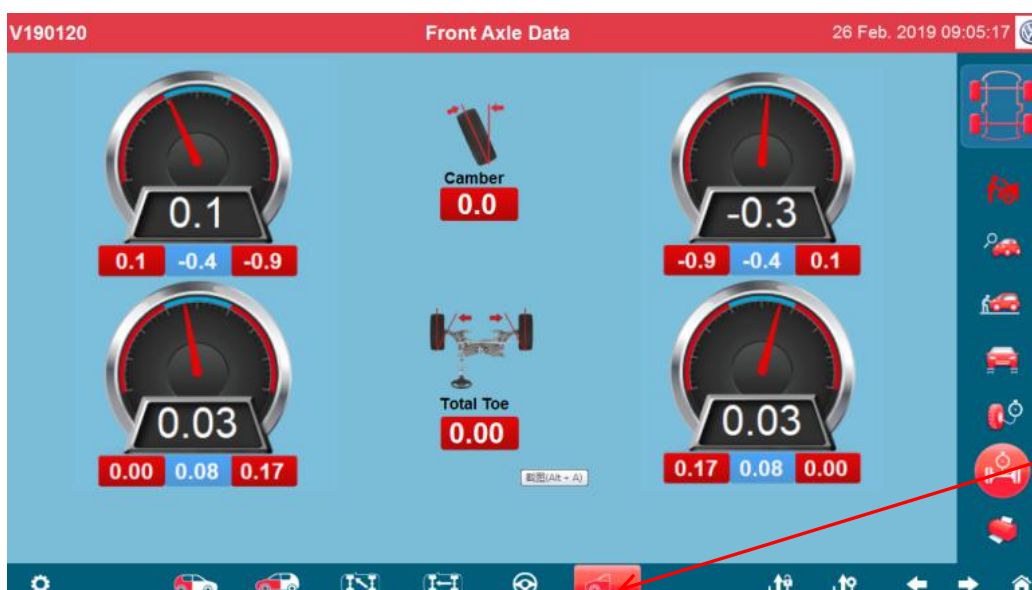 V190120 Front Axle Data 26 Feb. 2019 09:05:17
Camber
0.0
0.1
-0.3
0.1 -0.4 -0.9
-0.9 -0.4 0.1
Total Toe
0.00
0.03
0.03
0.00 0.08 0.17
0.17 0.08 0.00
截图(Alt + A)